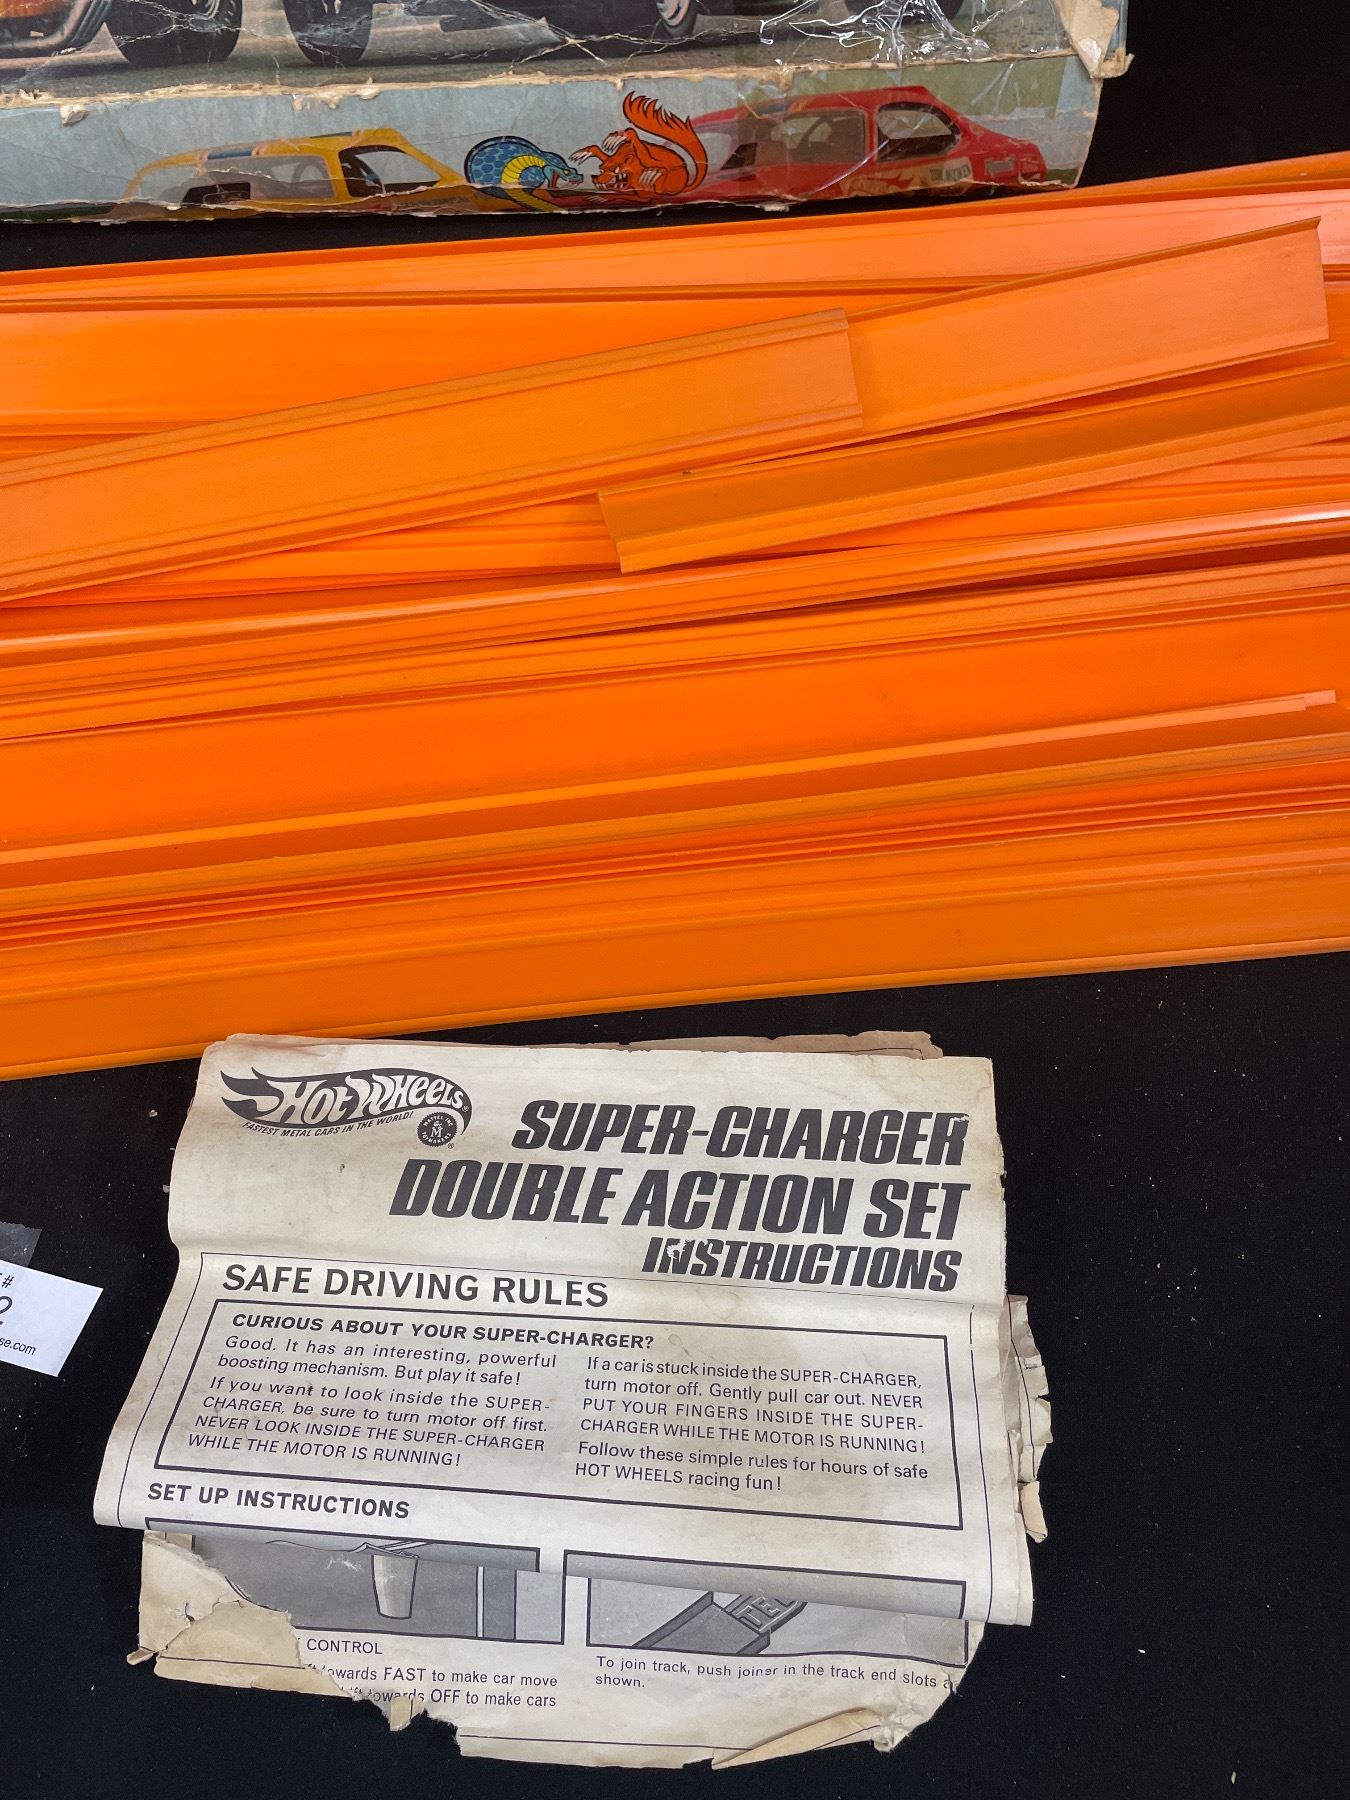 Hot Wheels
FASTEST METAL CARS IN THE WORLD!
MATTEL, INC.
M
TOYMAKERS
SUPER-CHARGER
DOUBLE ACTION SET
INSTRUCTIONS
SAFE DRIVING RULES
CURIOUS ABOUT YOUR SUPER-CHARGER?
Good. It has an interesting, powerful
boosting mechanism. But play it safe!
If you want to look inside the SUPER-
CHARGER, be sure to turn motor off first.
NEVER LOOK INSIDE THE SUPER-CHARGER
WHILE THE MOTOR IS RUNNING!
If a car is stuck inside the SUPER-CHARGER,
turn motor off. Gently pull car out. NEVER
PUT YOUR FINGERS INSIDE THE SUPER-
CHARGER WHILE THE MOTOR IS RUNNING!
Follow these simple rules for hours of safe
HOT WHEELS racing fun!
SET UP INSTRUCTIONS
CONTROL
towards FAST to make car move
towards OFF to make cars
To join track, push joiner in the track end slots
shown.
#
2
se.com